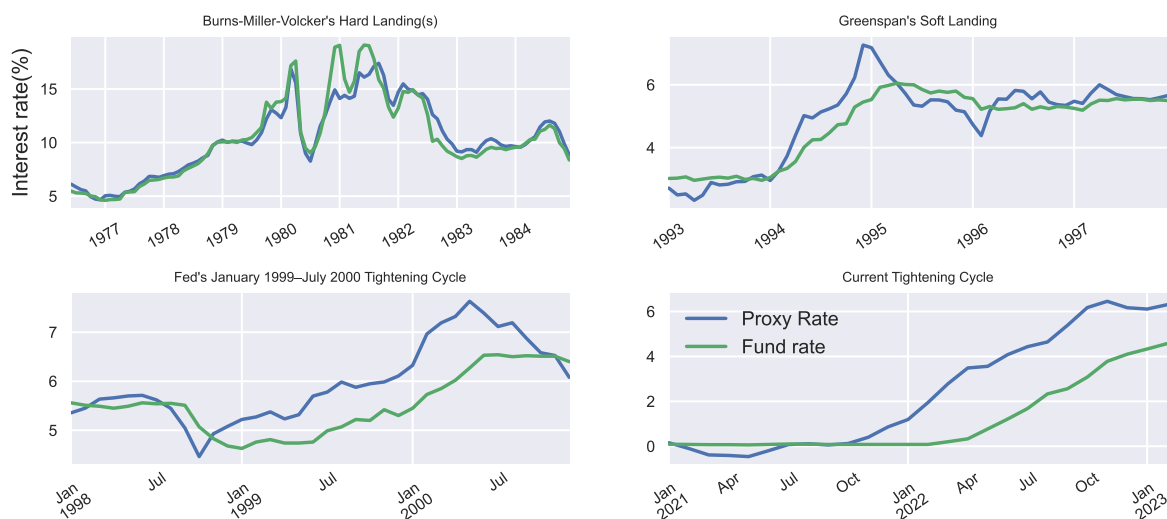 Burns-Miller-Volcker's Hard Landing(s)
Interest rate(%)
15
10
5
1977 1978 1979 1980 1981 1982 1983 1984
Greenspan's Soft Landing
6
4
1993 1994 1995 1996 1997
Fed's January 1999–July 2000 Tightening Cycle
7
6
5
Jan 1998 Jul Jan 1999 Jul Jan 2000 Jul
Current Tightening Cycle
Proxy Rate
Fund rate
6
4
2
0
Jan 2021 Apr Jul Oct Jan 2022 Apr Jul Oct Jan 2023